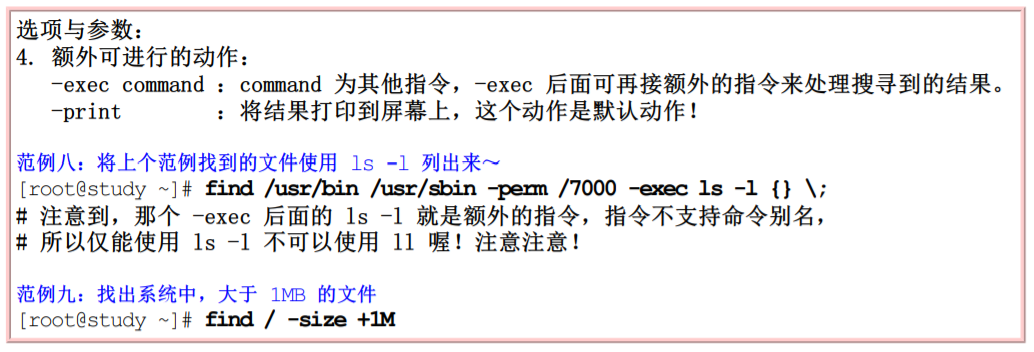 选项与参数：
4. 额外可进行的动作：
-exec command ：command 为其他指令，-exec 后面可再接额外的指令来处理搜寻到的结果。
-print ：将结果打印到屏幕上，这个动作是默认动作！
范例八：将上个范例找到的文件使用 ls -l 列出来～
[root@study ~]# find /usr/bin /usr/sbin -perm /7000 -exec ls -l {} \;
# 注意到，那个 -exec 后面的 ls -l 就是额外的指令，指令不支持命令别名，
# 所以仅能使用 ls -l 不可以使用 ll 喔！注意注意！
范例九：找出系统中，大于 1MB 的文件
[root@study ~]# find / -size +1M